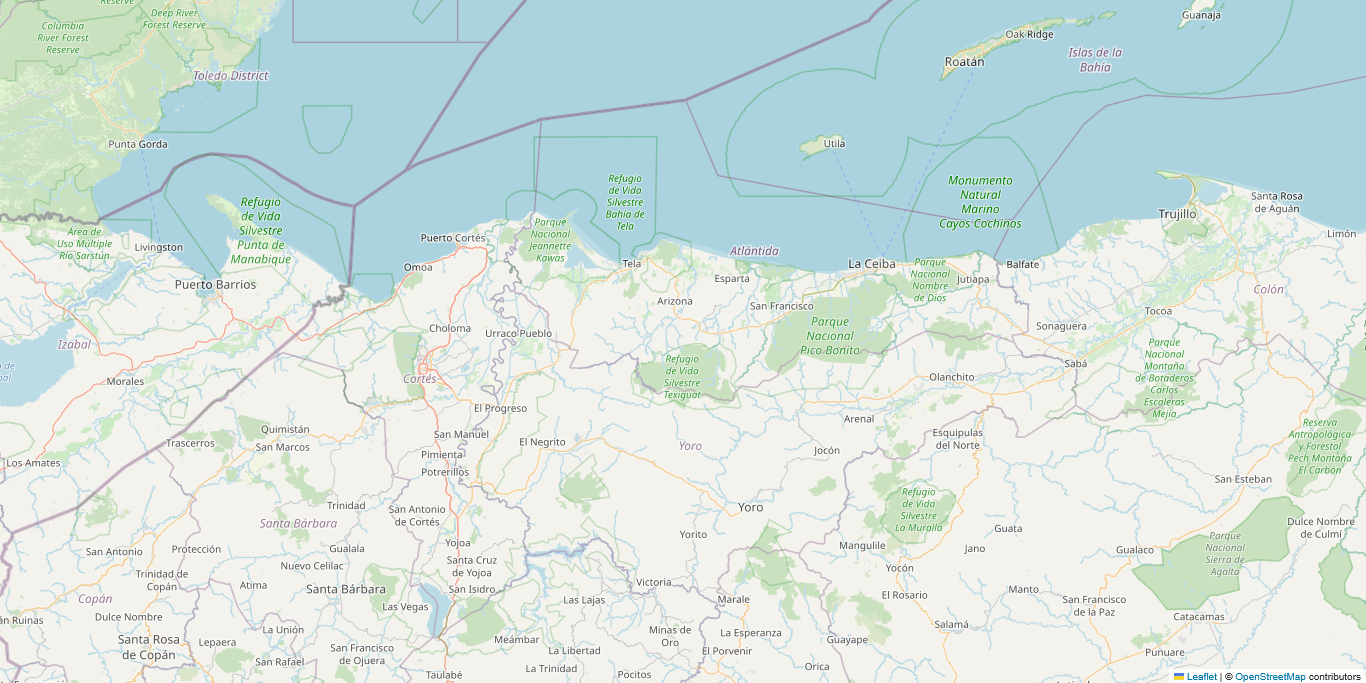 Columbia
River Forest
Reserve
Deep River
Forest Reserve
Toledo District
Punta Gorda
Guanaja
Oak Ridge
Roatán
Islas de la
Bahía
Utila
Refugio
de Vida
Silvestre
Bahía de
Tela
Monumento
Natural
Marino
Cayos Cochinos
Refugio
de Vida
Silvestre
Punta de
Manabique
Área de
Uso Múltiple
Río Sarstún
Livingston
Puerto Barrios
Puerto Cortés
Omoa
Parque
Nacional
Jeannette
Kawas
Tela
Atlántida
La Ceiba
Parque
Nacional
Nombre
de Dios
Balfate
Jutiapa
Trujillo
Santa Rosa
de Aguán
Limón
Colón
Esparta
Arizona
San Francisco
Parque
Nacional
Pico Bonito
Sonaguera
Tocoa
Sabá
Parque
Nacional
Montaña
de Botaderos
Carlos
Escaleras
Mejía
Izabal
Choloma
Urraco Pueblo
Cortés
Morales
Refugio
de Vida
Silvestre
Texiguat
Olanchito
Arenal
El Progreso
Quimistán
San Marcos
Trascerros
San Manuel
El Negrito
Pimienta
Potrerillos
Yoro
Jocón
Esquipulas
del Norte
Reserva
Antropológica
y Forestal
Pech Montaña
El Carbón
Los Amates
San Esteban
Trinidad
San Antonio
de Cortés
Santa Bárbara
Yoro
Refugio
de Vida
Silvestre
La Muralla
Dulce Nombre
de Culmí
Guata
Yorito
Yojoa
San Antonio
Protección
Gualala
Mangulile
Jano
Gualaco
Parque
Nacional
Sierra de
Agalta
Nuevo Celilac
Santa Cruz
de Yojoa
Yocón
Trinidad de
Copán
Atima
Santa Bárbara
San Isidro
Victoria
Manto
Copán
Las Vegas
Las Lajas
Marale
El Rosario
San Francisco
de la Paz
Dulce Nombre
Catacamas
La Unión
Salamá
Santa Rosa
de Copán
Lepaera
Meámbar
Minas de
Oro
La Esperanza
Guayape
San Francisco
de Ojuera
La Libertad
El Porvenir
Punuare
San Rafael
La Trinidad
Orica
Taulabé
Pocitos
Leaflet | © OpenStreetMap contributors